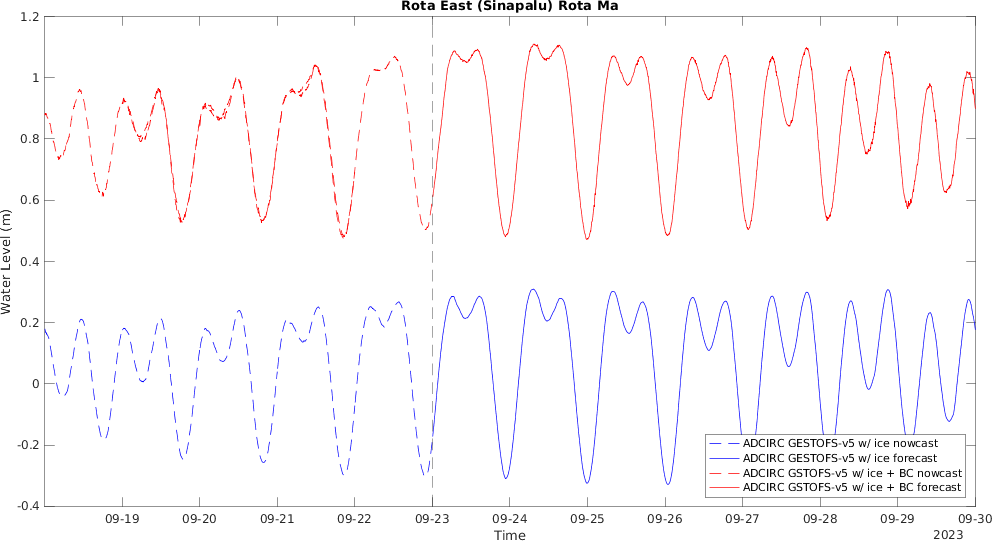 Rota East (Sinapalu) Rota Ma
1.2
1
0.8
0.6
0.4
0.2
0
-0.2
-0.4
Water Level (m)
ADCIRC GESTOFS-v5 w/ ice nowcast
ADCIRC GESTOFS-v5 w/ ice forecast
ADCIRC GSTOFS-v5 w/ ice + BC nowcast
ADCIRC GSTOFS-v5 w/ ice + BC forecast
09-19 09-20 09-21 09-22 09-23 09-24 09-25 09-26 09-27 09-28 09-29 09-30
Time
2023